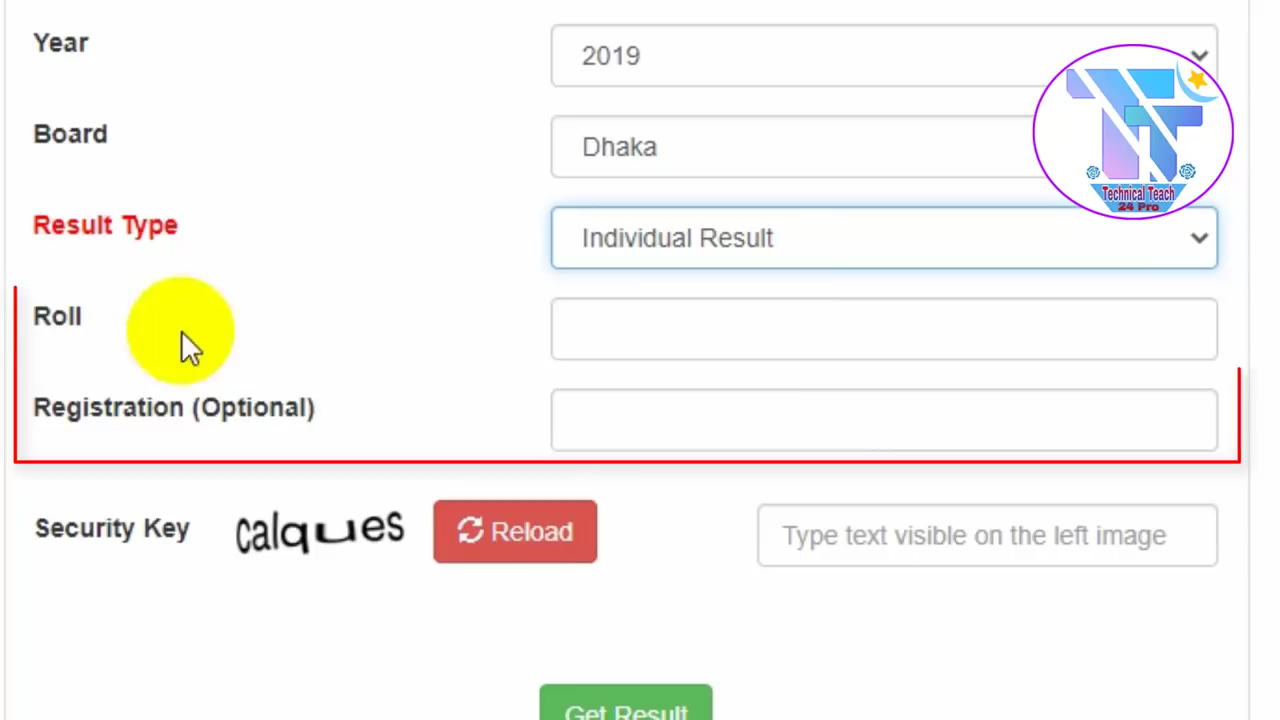 Year
2019
Board
Dhaka
Technical Teach
24 Pro
Result Type
Individual Result
Roll
Registration (Optional)
Security Key
calques
Reload
Type text visible on the left image
Get Result